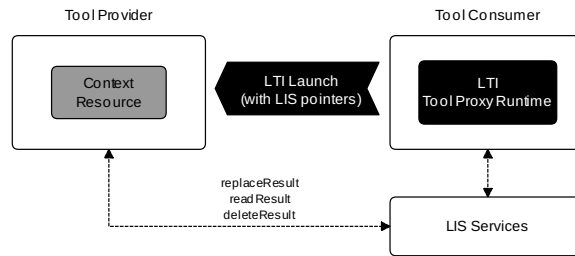 Tool Provider
Tool Consumer
Context
Resource
LTI Launch
(with LIS pointers)
LTI
Tool Proxy Runtime
replaceResult
readResult
deleteResult
LIS Services